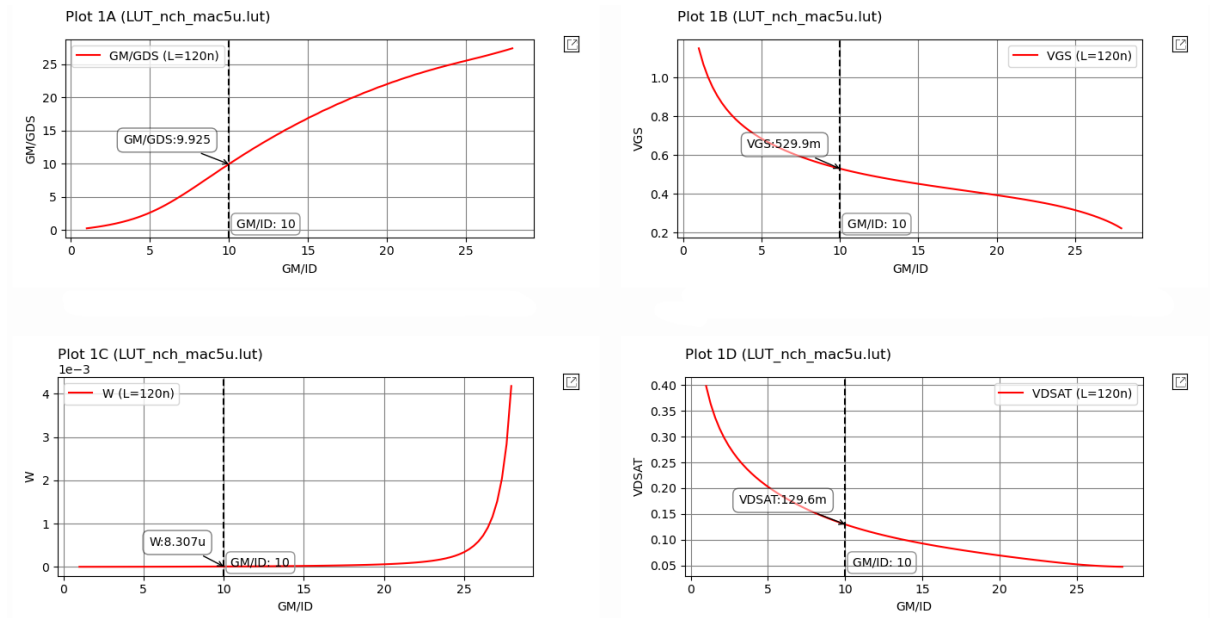 Plot 1A (LUT_nch_mac5u.lut)
GM/GDS (L=120n)
GM/GDS:9.925
GM/ID: 10
25
20
15
10
5
0
GM/GDS
0 5 10 15 20 25
GM/ID
Plot 1B (LUT_nch_mac5u.lut)
VGS (L=120n)
VGS:529.9m
GM/ID: 10
1.0
0.8
0.6
0.4
0.2
VGS
0 5 10 15 20 25
GM/ID
Plot 1C (LUT_nch_mac5u.lut)
1e−3
W (L=120n)
W:8.307u
GM/ID: 10
4
3
2
1
0
W
0 5 10 15 20 25
GM/ID
Plot 1D (LUT_nch_mac5u.lut)
VDSAT (L=120n)
VDSAT:129.6m
GM/ID: 10
0.40
0.35
0.30
0.25
0.20
0.15
0.10
0.05
VDSAT
0 5 10 15 20 25
GM/ID